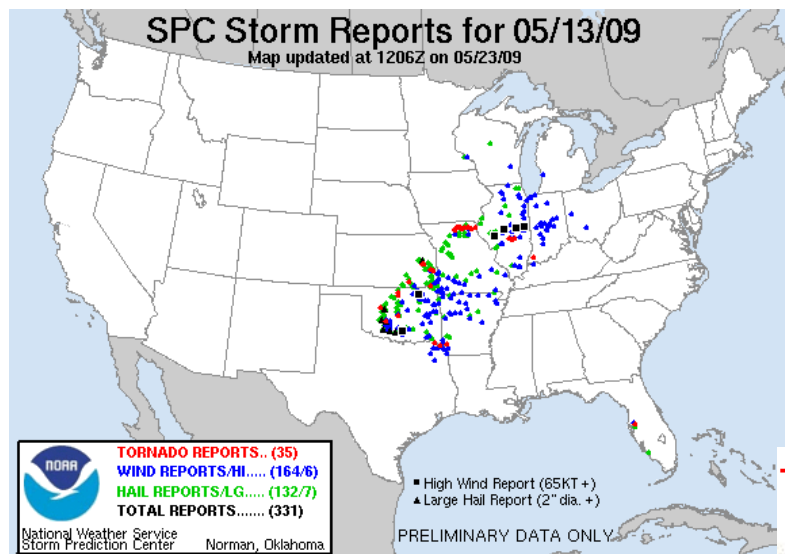 SPC Storm Reports for 05/13/09
Map updated at 1206Z on 05/23/09
NOAA
TORNADO REPORTS.. (35)
WIND REPORTS/HI..... (164/6)
HAIL REPORTS/LG..... (132/7)
TOTAL REPORTS....... (331)
National Weather Service
Storm Prediction Center Norman, Oklahoma
High Wind Report (65KT +)
Large Hail Report (2" dia. +)
PRELIMINARY DATA ONLY